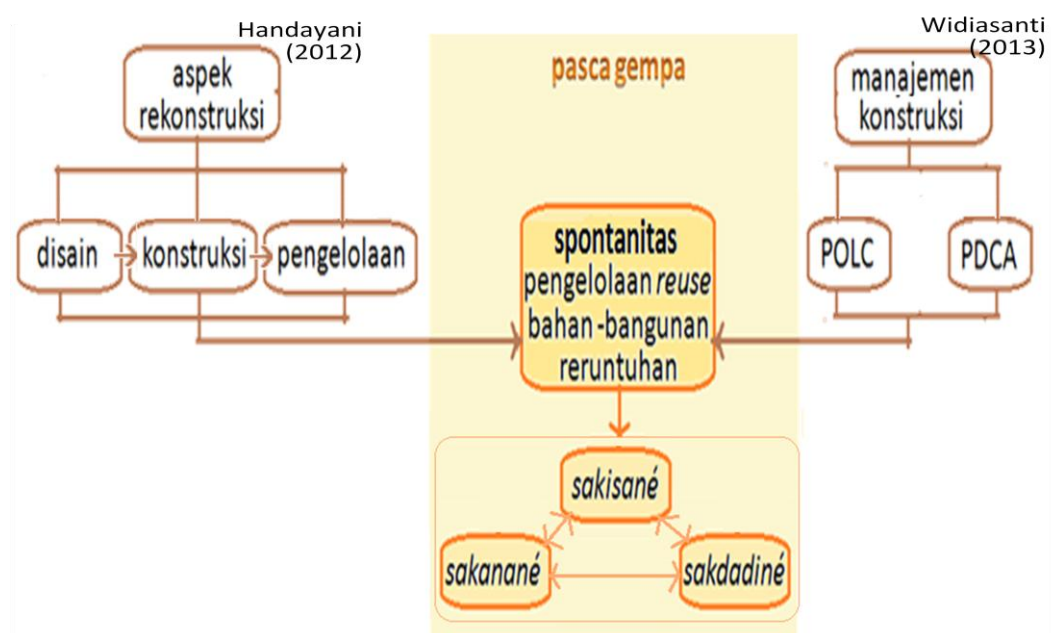 Handayani
(2012)
aspek
rekonstruksi
disain
konstruksi
pengelolaan
pasca gempa
spontanitas
pengelolaan reuse
bahan -bangunan
reruntuhan
sakisané
sakanané
sakdadiné
Widiasanti
(2013)
manajemen
konstruksi
POLC
PDCA